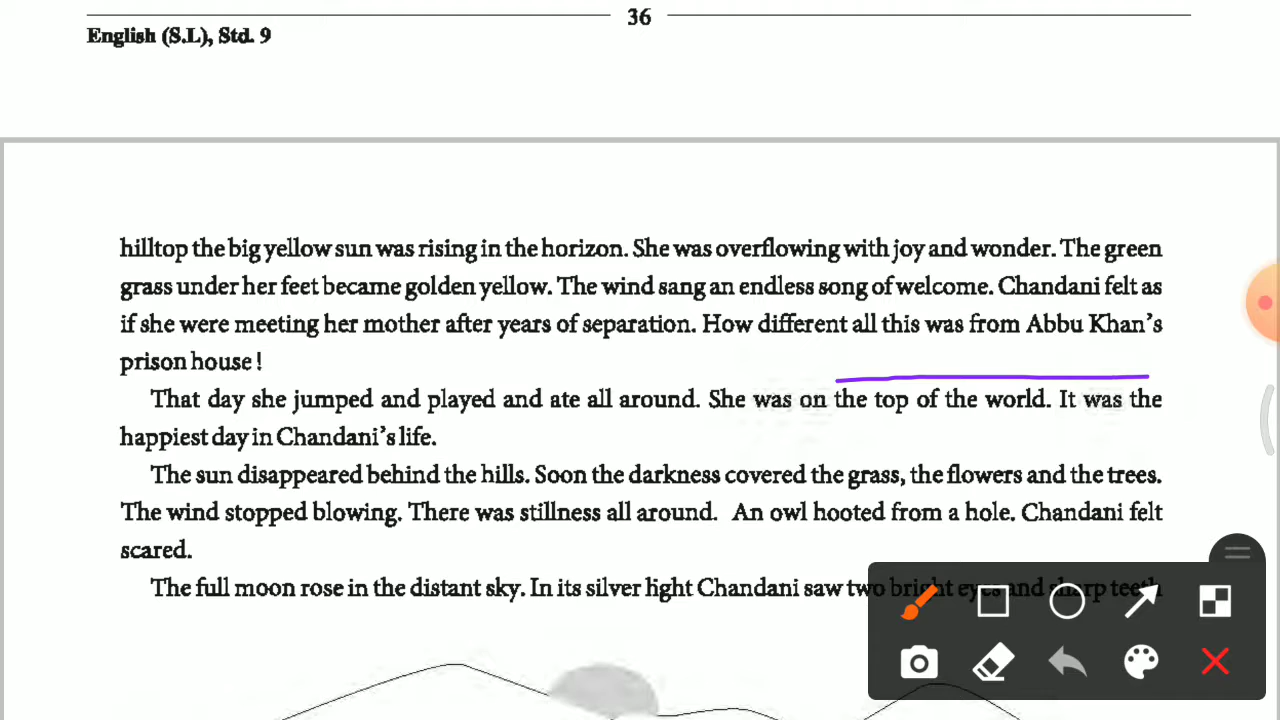 36
English (S.L), Std. 9
hilltop the big yellow sun was rising in the horizon. She was overflowing with joy and wonder. The green
grass under her feet became golden yellow. The wind sang an endless song of welcome. Chandani felt as
if she were meeting her mother after years of separation. How different all this was from Abbu Khan's
prison house !
That day she jumped and played and ate all around. She was on the top of the world. It was the
happiest day in Chandani's life.
The sun disappeared behind the hills. Soon the darkness covered the grass, the flowers and the trees.
The wind stopped blowing. There was stillness all around. An owl hooted from a hole. Chandani felt
scared.
The full moon rose in the distant sky. In its silver light Chandani saw two bright eyes and sharp teeth